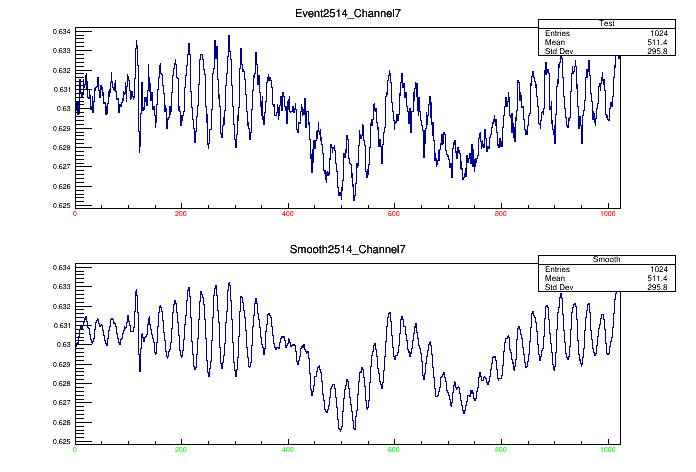 Event2514_Channel7
Test
Entries 1024
Mean 511.4
Std Dev 295.8
0.634
0.633
0.632
0.631
0.63
0.629
0.628
0.627
0.626
0.625
0 200 400 600 800 1000
Smooth2514_Channel7
Smooth
Entries 1024
Mean 511.4
Std Dev 295.8
0.634
0.633
0.632
0.631
0.63
0.629
0.628
0.627
0.626
0.625
0 200 400 600 800 1000